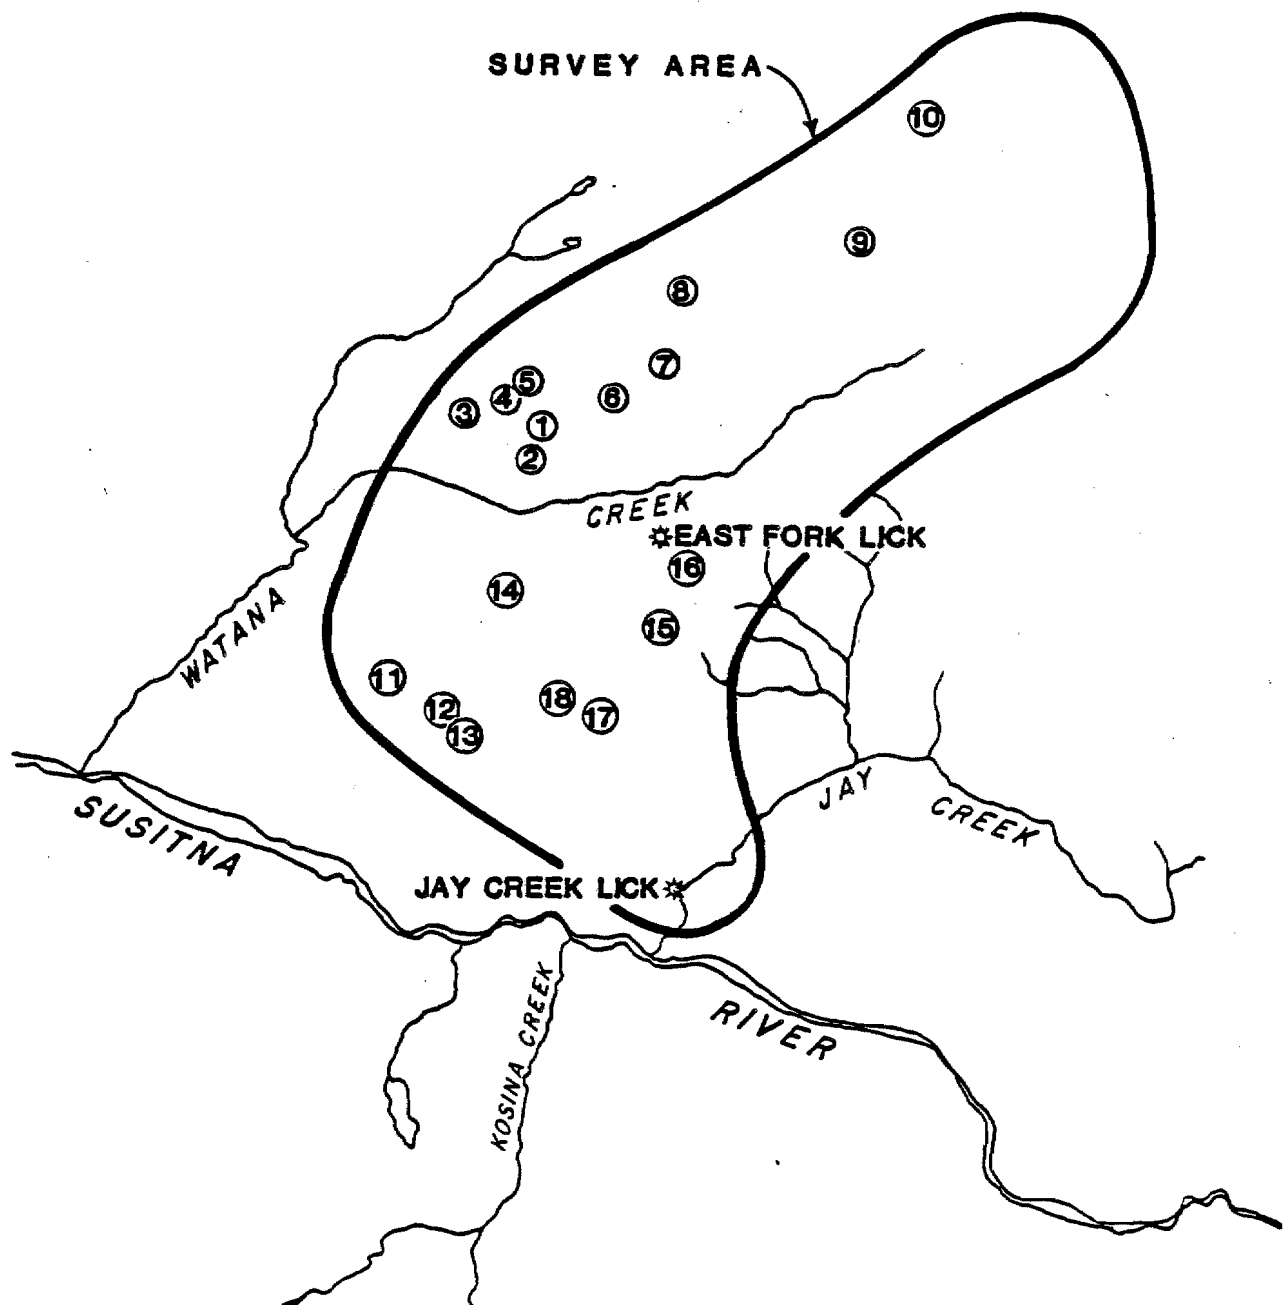 SURVEY AREA
10
9
8
7
5
4
6
3
1
2
CREEK
EAST FORK LICK
16
14
WATANA
15
11
18
12
17
13
JAY
SUSITNA
CREEK
JAY CREEK LICK
KOSINA CREEK
RIVER